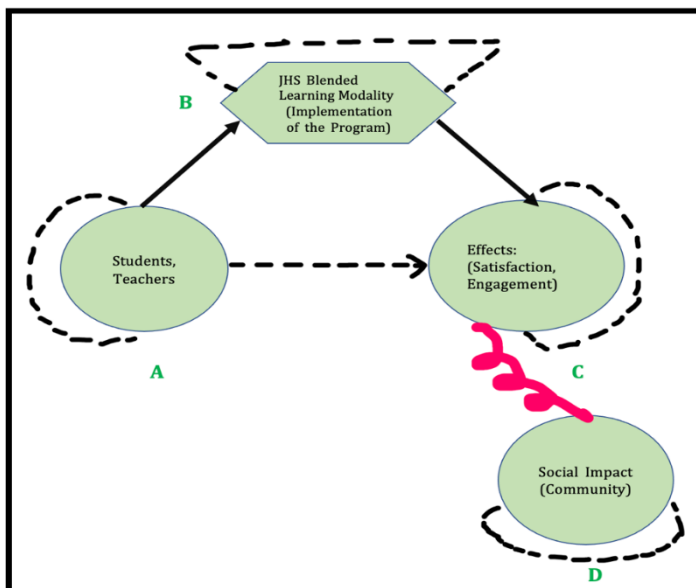 JHS Blended
Learning Modality
(Implementation
of the Program)
B
Students,
Teachers
A
Effects:
(Satisfaction,
Engagement)
C
Social Impact
(Community)
D